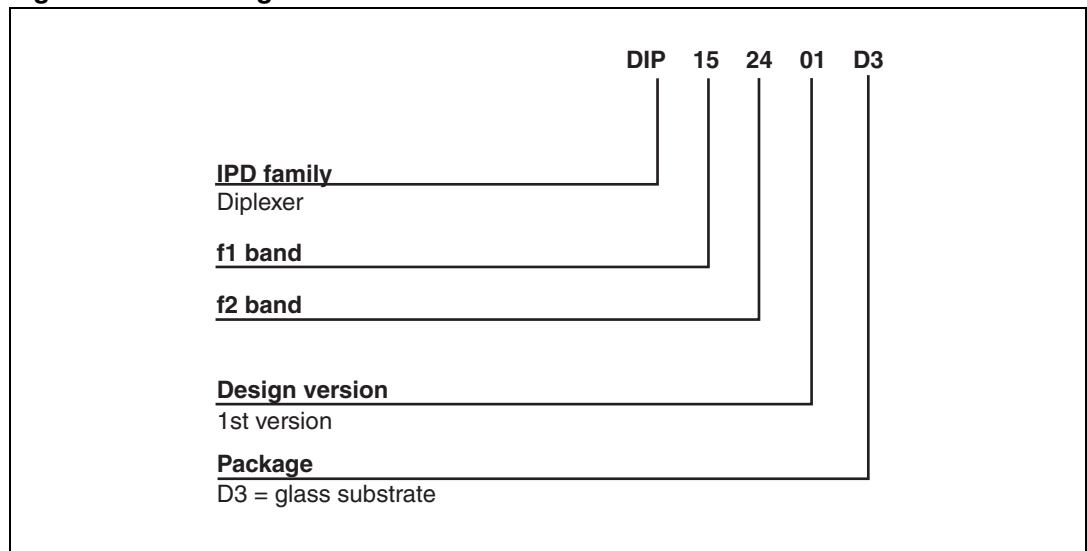 DIP 15 24 01 D3
IPD family
Diplexer
f1 band
f2 band
Design version
1st version
Package
D3 = glass substrate